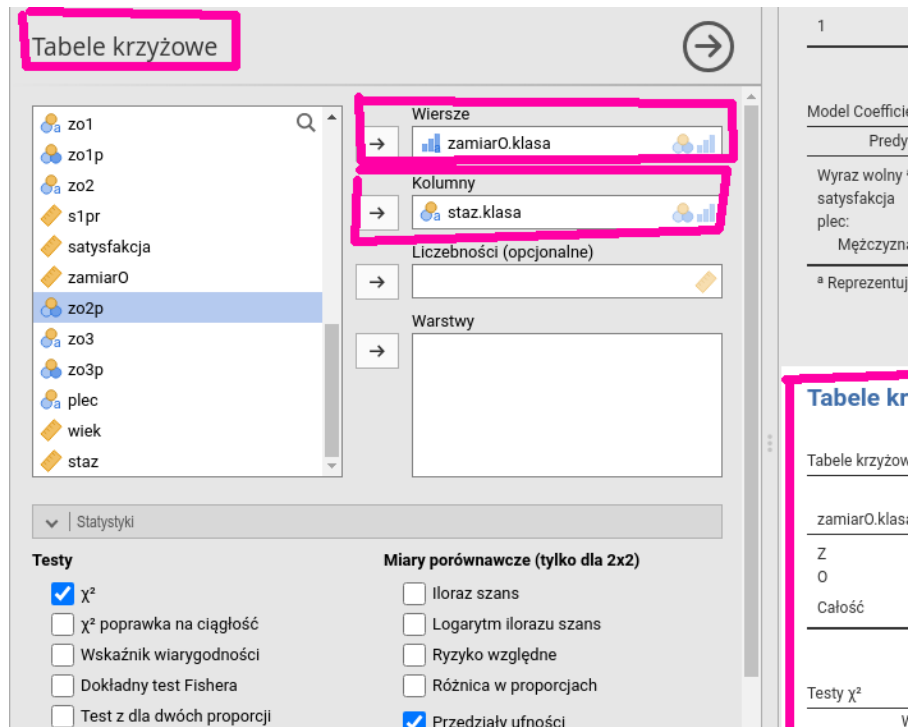 Tabele krzyżowe
zo1
zo1p
zo2
s1pr
satysfakcja
zamiarO
zo2p
zo3
zo3p
plec
wiek
staz
Wiersze
zamiarO.klasa
Kolumny
staz.klasa
Liczebności (opcjonalne)
Warstwy
Statystyki
Testy
χ²
χ² poprawka na ciągłość
Wskaźnik wiarygodności
Dokładny test Fishera
Test z dla dwóch proporcji
Miary porównawcze (tylko dla 2x2)
Iloraz szans
Logarytm ilorazu szans
Ryzyko względne
Różnica w proporcjach
Przedziały ufności
1
Model Coefficie
Predy
Wyraz wolny ᵃ
satysfakcja
plec:
Mężczyzna
ᵃ Reprezentuj
Tabele kr
Tabele krzyżow
zamiarO.klasa
Z
O
Całość
Testy χ²
W